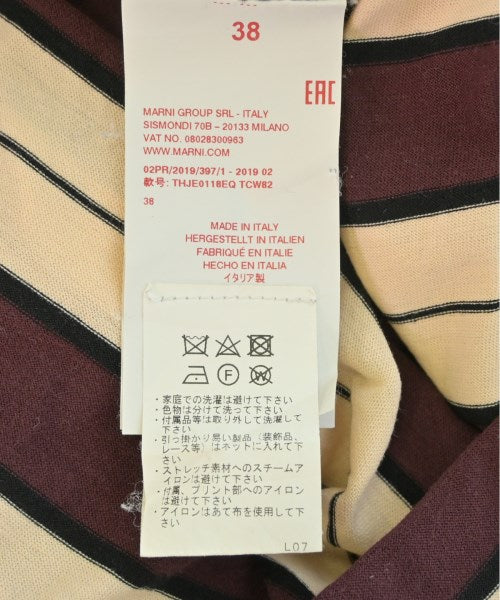 38
EAC
MARNI GROUP SRL - ITALY
SISMONDI 70B – 20133 MILANO
VAT NO. 08028300963
WWW.MARNI.COM
02PR/2019/397/1 - 2019 02
款号: THJE0118EQ TCW82
38
MADE IN ITALY
HERGESTELLT IN ITALIEN
FABRIQUÉ EN ITALIE
HECHO EN ITALIA
イタリア製
F W
・家庭での洗濯は避けて下さい
・色物は分けて洗って下さい
・付属品等は取り外して洗濯して
下さい
・引っ掛かり易い製品（装飾品、
レース等）はネットに入れて下
さい
・ストレッチ素材へのスチームア
イロンは避けて下さい
・付属、プリント部へのアイロン
は避けて下さい
・アイロンはあて布を使用して下
さい
L07